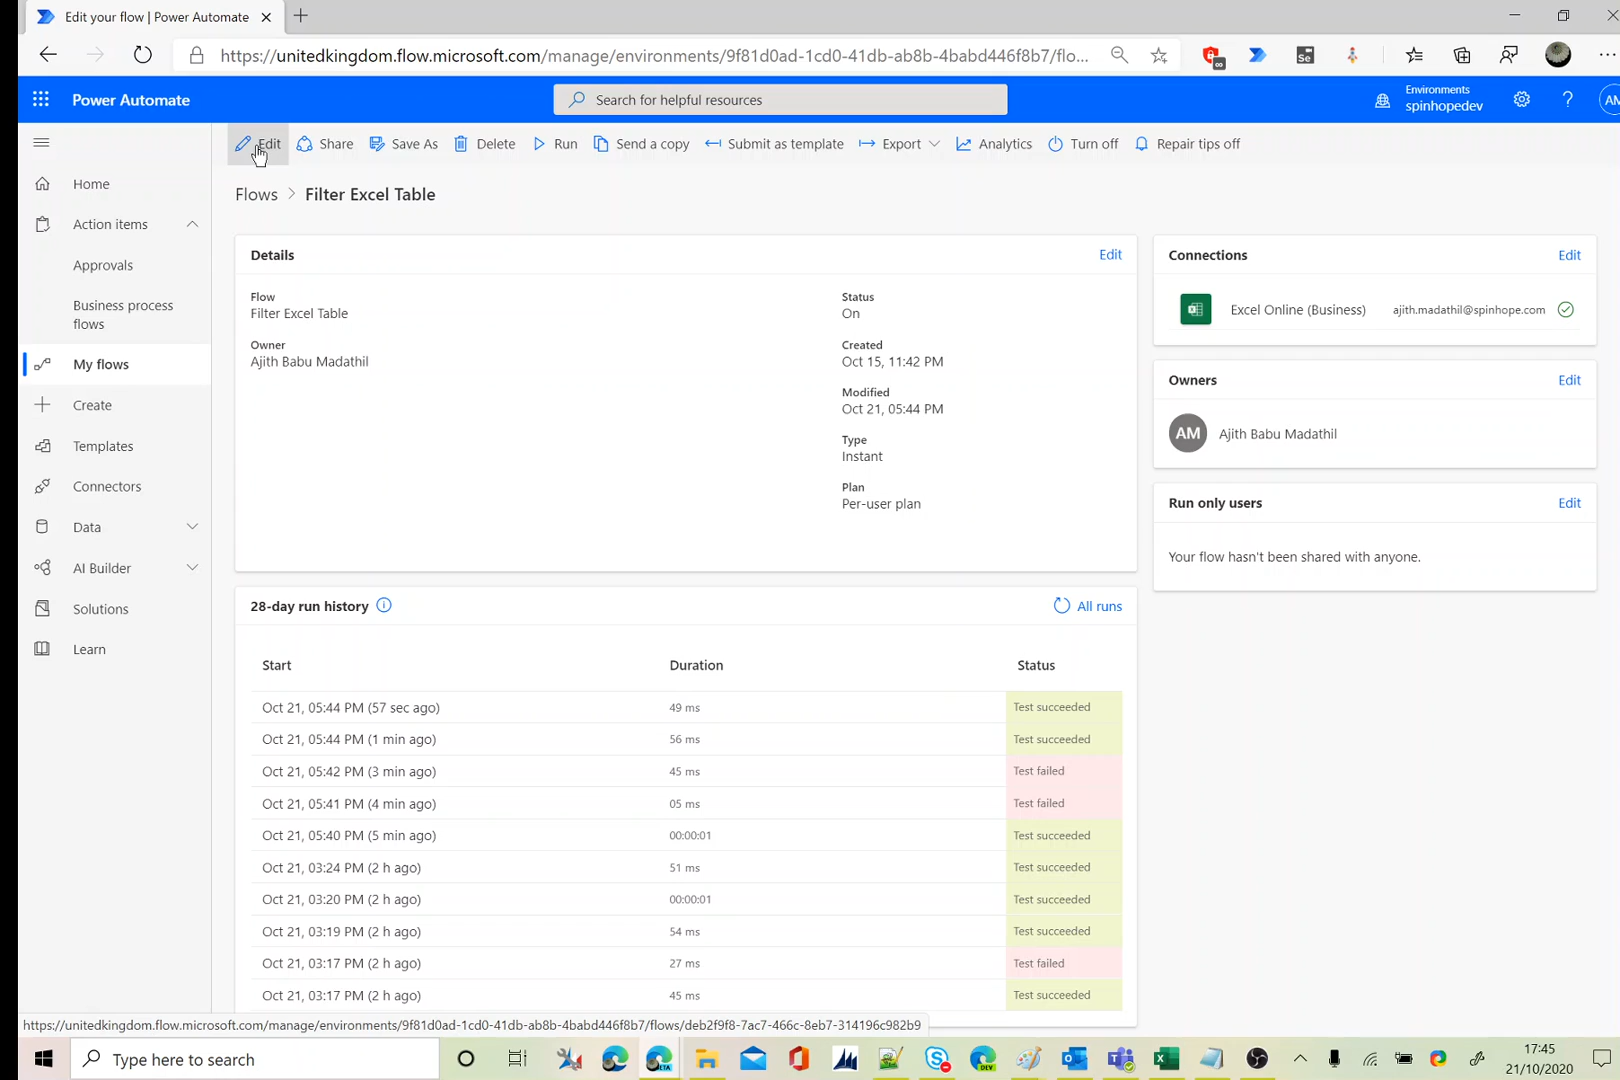 Edit your flow | Power Automate
https://unitedkingdom.flow.microsoft.com/manage/environments/9f81d0ad-1cd0-41db-ab8b-4babd446f8b7/flo...
Power Automate
Search for helpful resources
Environments
spinhopedev
?
AM
Edit
Share
Save As
Delete
Run
Send a copy
Submit as template
Export
Analytics
Turn off
Repair tips off
Home
Action items
Approvals
Business process
flows
My flows
Create
Templates
Connectors
Data
AI Builder
Solutions
Learn
Flows > Filter Excel Table
Details
Edit
Flow
Filter Excel Table
Owner
Ajith Babu Madathil
Status
On
Created
Oct 15, 11:42 PM
Modified
Oct 21, 05:44 PM
Type
Instant
Plan
Per-user plan
Connections
Edit
Excel Online (Business)
ajith.madathil@spinhope.com
Owners
Edit
AM
Ajith Babu Madathil
Run only users
Edit
Your flow hasn't been shared with anyone.
28-day run history
All runs
Start Duration Status
Oct 21, 05:44 PM (57 sec ago) 49 ms Test succeeded
Oct 21, 05:44 PM (1 min ago) 56 ms Test succeeded
Oct 21, 05:42 PM (3 min ago) 45 ms Test failed
Oct 21, 05:41 PM (4 min ago) 05 ms Test failed
Oct 21, 05:40 PM (5 min ago) 00:00:01 Test succeeded
Oct 21, 03:24 PM (2 h ago) 51 ms Test succeeded
Oct 21, 03:20 PM (2 h ago) 00:00:01 Test succeeded
Oct 21, 03:19 PM (2 h ago) 54 ms Test succeeded
Oct 21, 03:17 PM (2 h ago) 27 ms Test failed
Oct 21, 03:17 PM (2 h ago) 45 ms Test succeeded
https://unitedkingdom.flow.microsoft.com/manage/environments/9f81d0ad-1cd0-41db-ab8b-4babd446f8b7/flows/deb2f9f8-7ac7-466c-8eb7-314196c982b9
Type here to search
BETA
DEV
17:45
21/10/2020